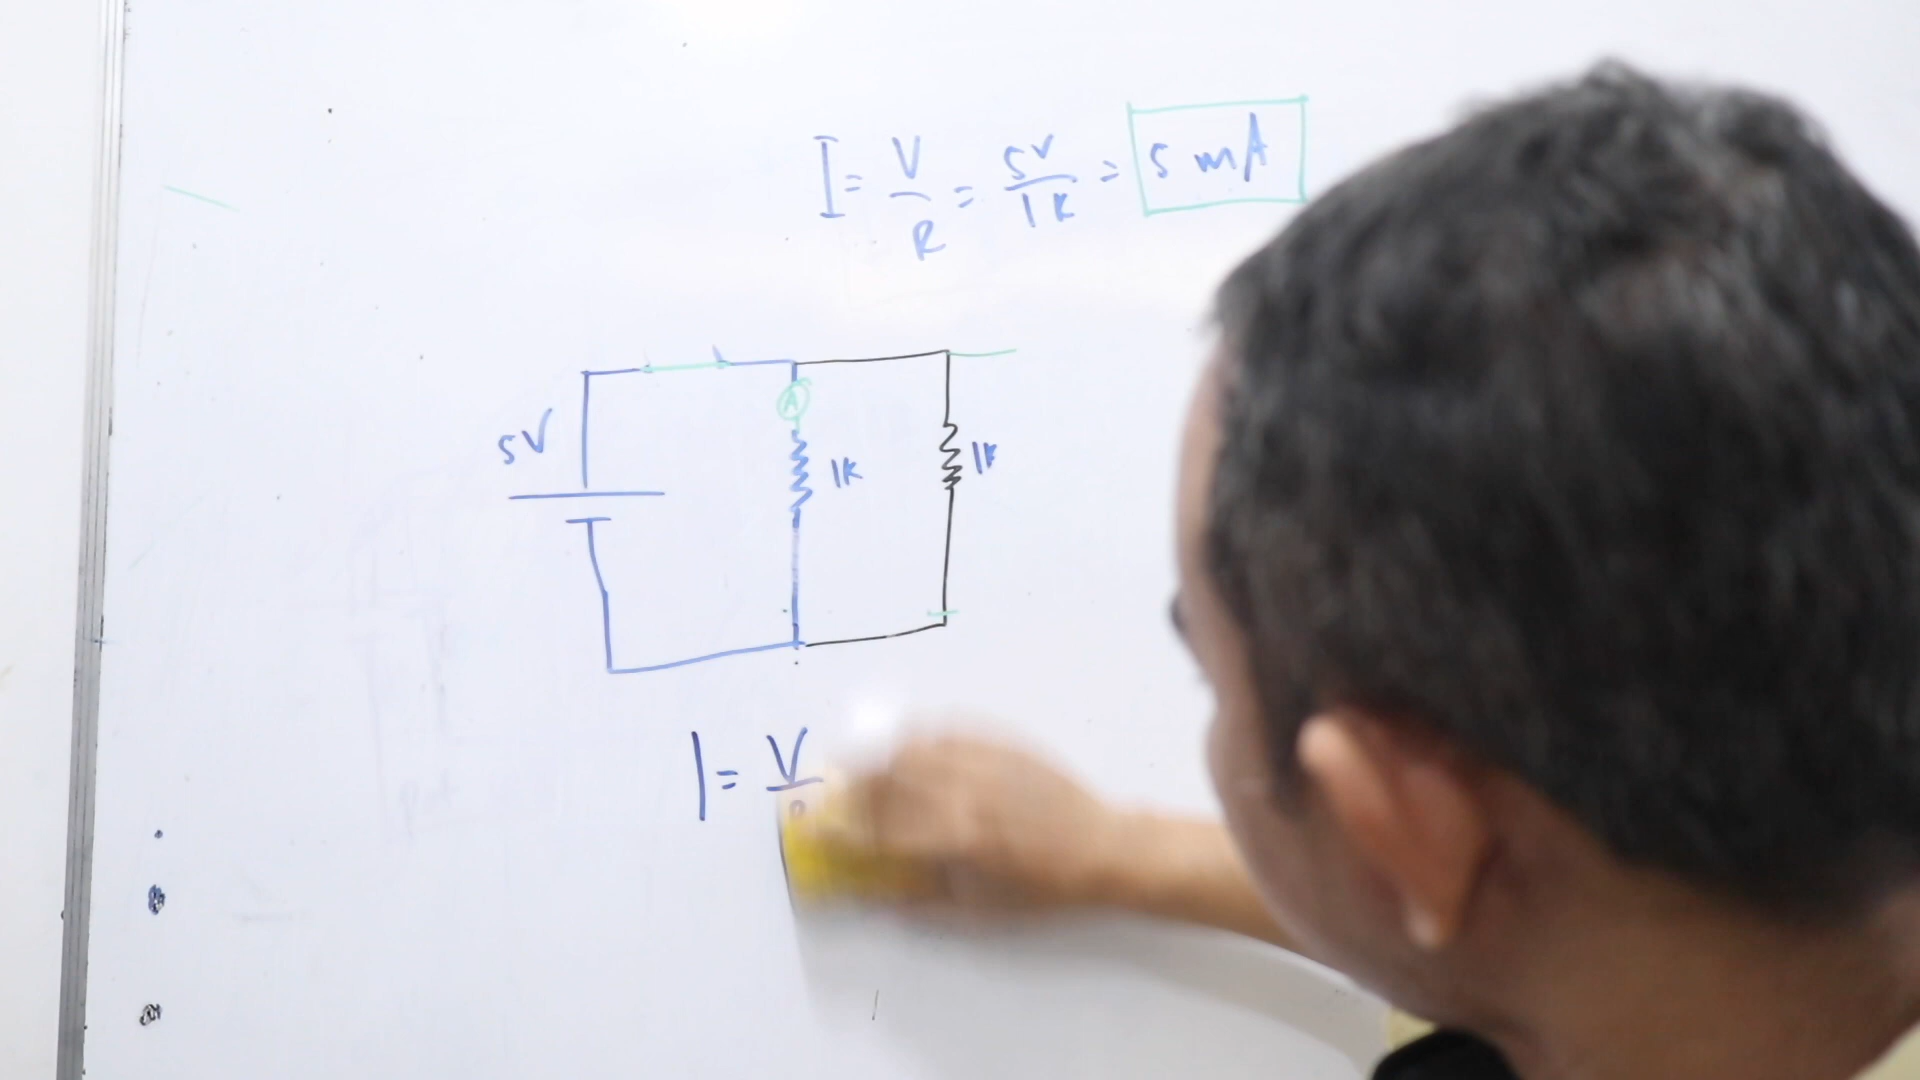 I = V/R = 5V/1K = 5 mA
5V
A
1K
1K
I = V